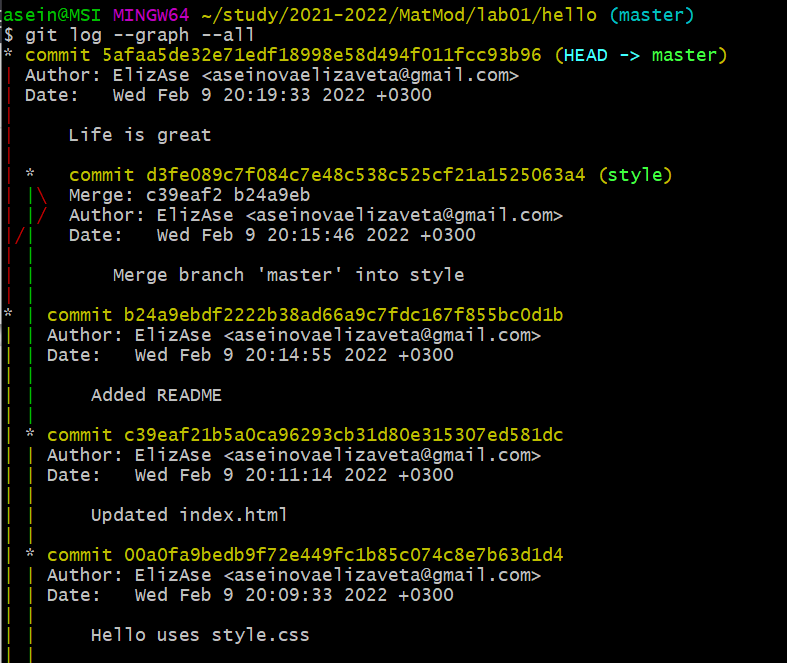 asein@MSI MINGW64 ~/study/2021-2022/MatMod/lab01/hello (master)
$ git log --graph --all
* commit 5afaa5de32e71edf18998e58d494f011fcc93b96 (HEAD -> master)
| Author: ElizAse <aseinovaelizaveta@gmail.com>
| Date:   Wed Feb 9 20:19:33 2022 +0300
|
|     Life is great
|
| *   commit d3fe089c7f084c7e48c538c525cf21a1525063a4 (style)
| |\  Merge: c39eaf2 b24a9eb
| |/  Author: ElizAse <aseinovaelizaveta@gmail.com>
|/|   Date:   Wed Feb 9 20:15:46 2022 +0300
| |
| |       Merge branch 'master' into style
| |
* | commit b24a9ebdf2222b38ad66a9c7fdc167f855bc0d1b
| | Author: ElizAse <aseinovaelizaveta@gmail.com>
| | Date:   Wed Feb 9 20:14:55 2022 +0300
| |
| |     Added README
| |
| * commit c39eaf21b5a0ca96293cb31d80e315307ed581dc
| | Author: ElizAse <aseinovaelizaveta@gmail.com>
| | Date:   Wed Feb 9 20:11:14 2022 +0300
| |
| |     Updated index.html
| |
| * commit 00a0fa9bedb9f72e449fc1b85c074c8e7b63d1d4
| | Author: ElizAse <aseinovaelizaveta@gmail.com>
| | Date:   Wed Feb 9 20:09:33 2022 +0300
| |
| |     Hello uses style.css
| |